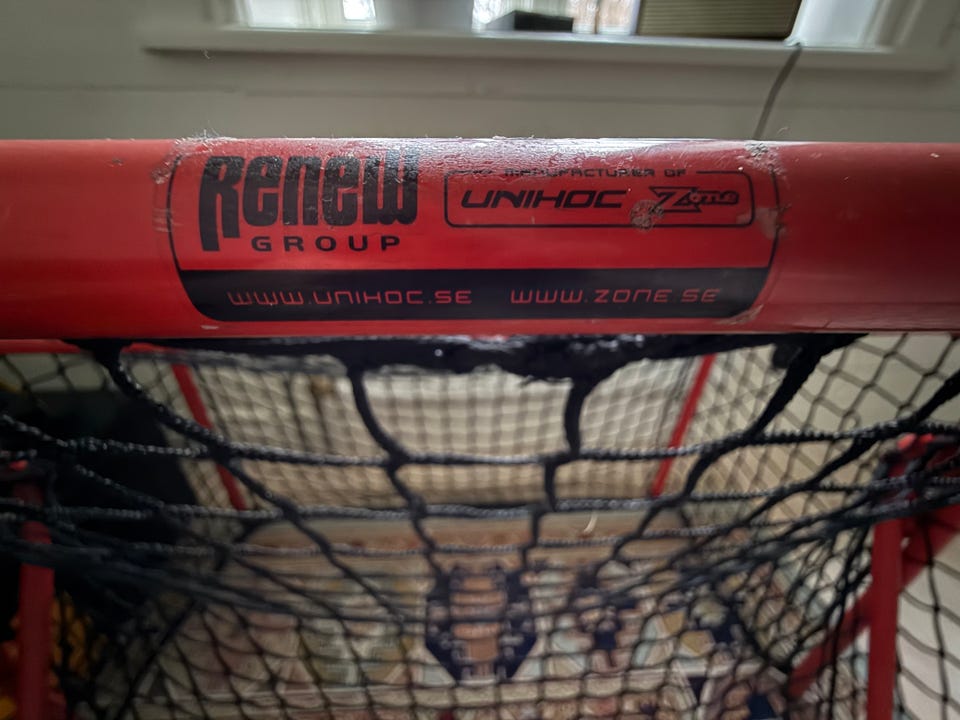 Renew
GROUP
MANUFACTURER OF
UNIHOC Zone
WWW.UNIHOC.SE WWW.ZONE.SE